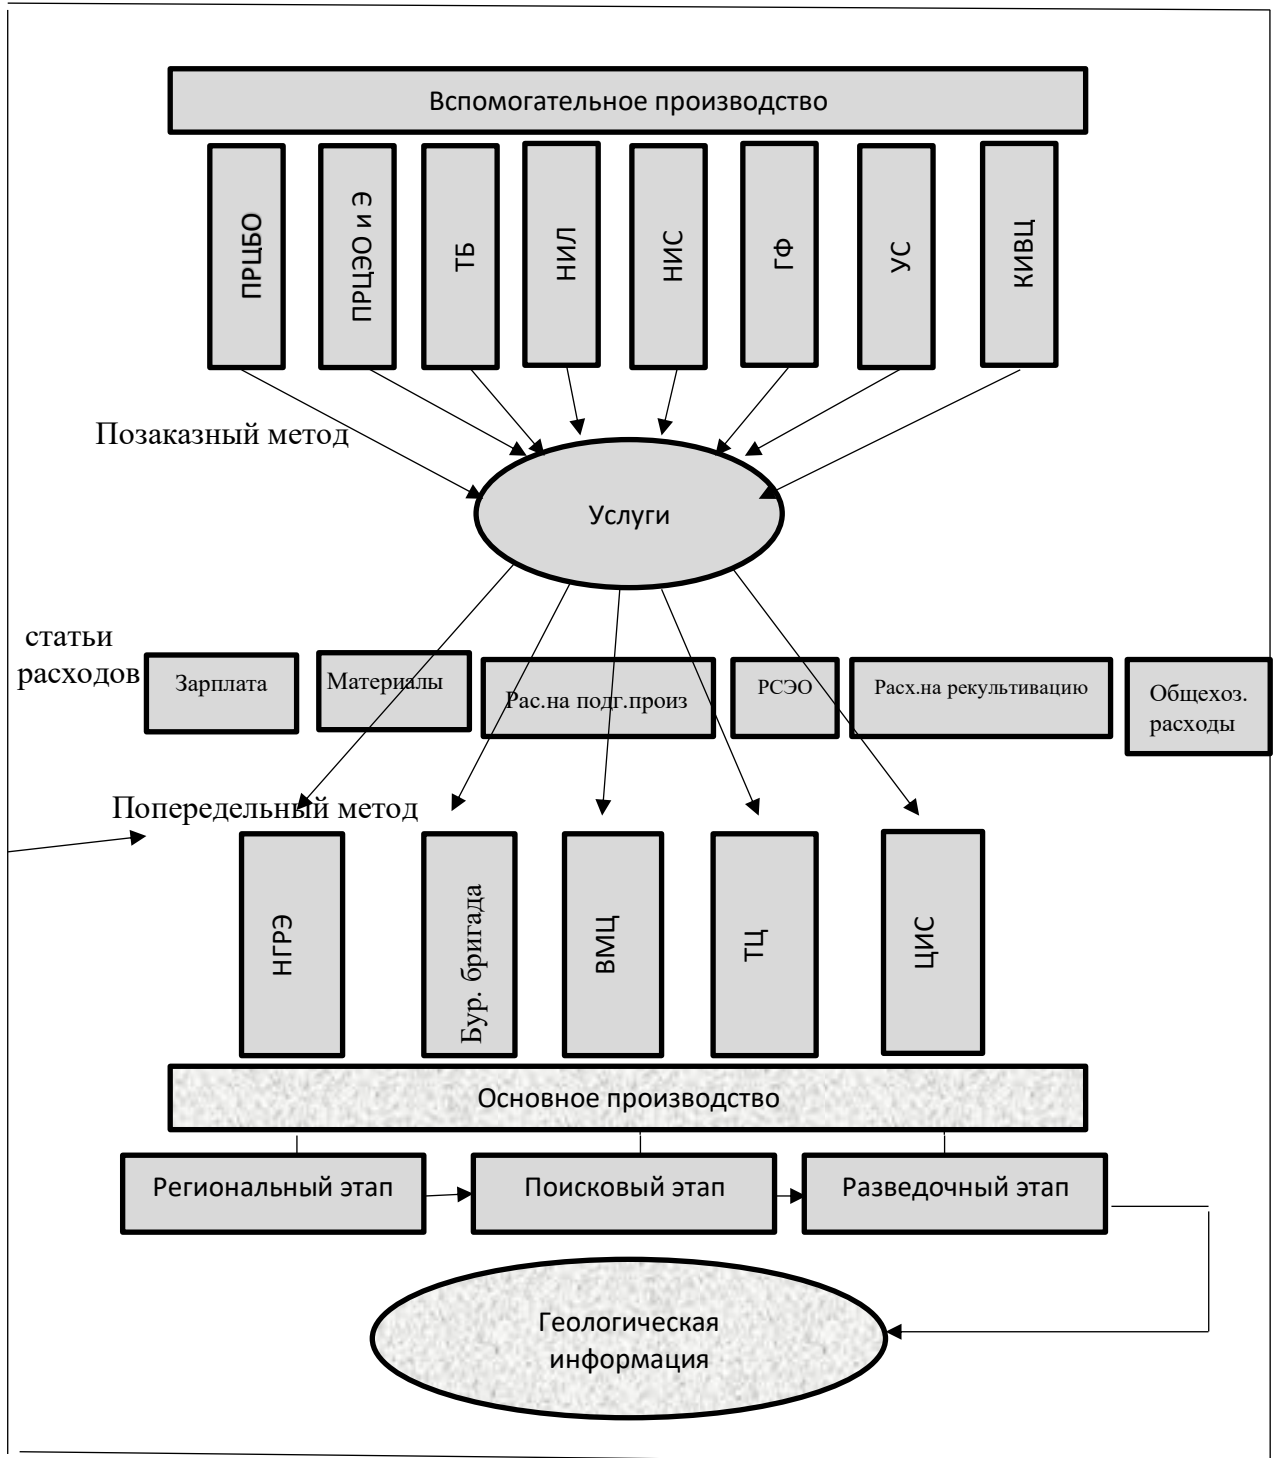 Вспомогательное производство
ПРЦБО
ПРЦЭО и Э
ТБ
НИЛ
НИС
ГФ
УС
КИВЦ
Позаказный метод
Услуги
статьи
расходов
Зарплата
Материалы
Рас.на подг.произ
РСЭО
Расх.на рекультивацию
Общехоз.
расходы
Попередельный метод
НГРЭ
Бур. бригада
ВМЦ
ТЦ
ЦИС
Основное производство
Региональный этап
Поисковый этап
Разведочный этап
Геологическая
информация